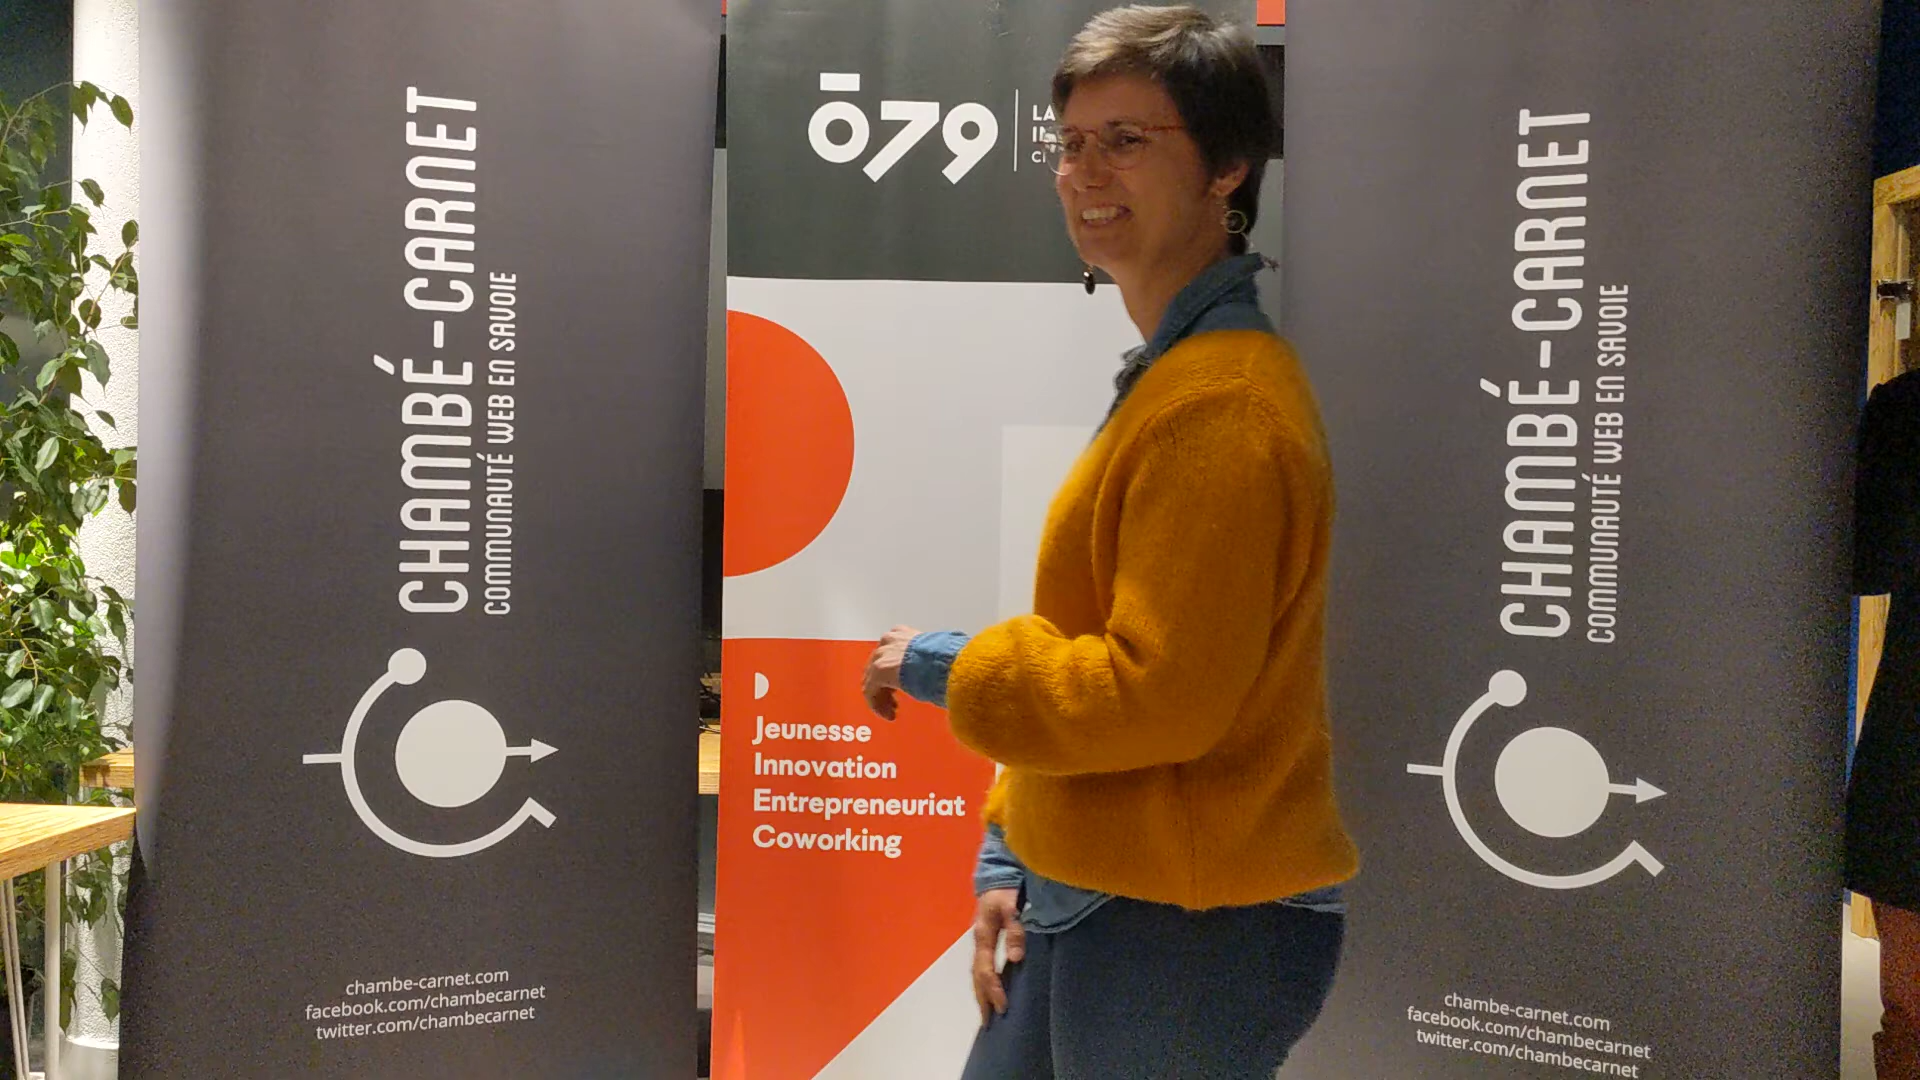 CHAMBÉ-CARNET
COMMUNAUTÉ WEB EN SAVOIE
chambe-carnet.com
facebook.com/chambecarnet
twitter.com/chambecarnet
ō79
LA
Jeunesse
Innovation
Entrepreneuriat
Coworking
CHAMBÉ-CARNET
COMMUNAUTÉ WEB EN SAVOIE
chambe-carnet.com
facebook.com/chambecarnet
twitter.com/chambecarnet